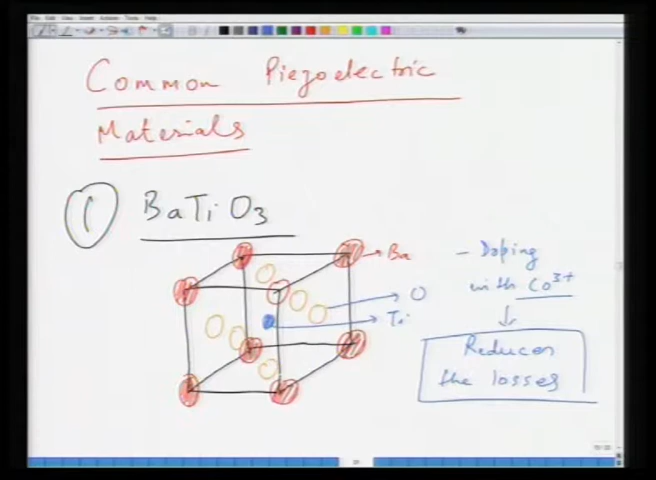 Common Piezoelectric
Materials
1 BaTiO3
Ba
O
Ti
- Doping
with Co3+
Reduces
the losses